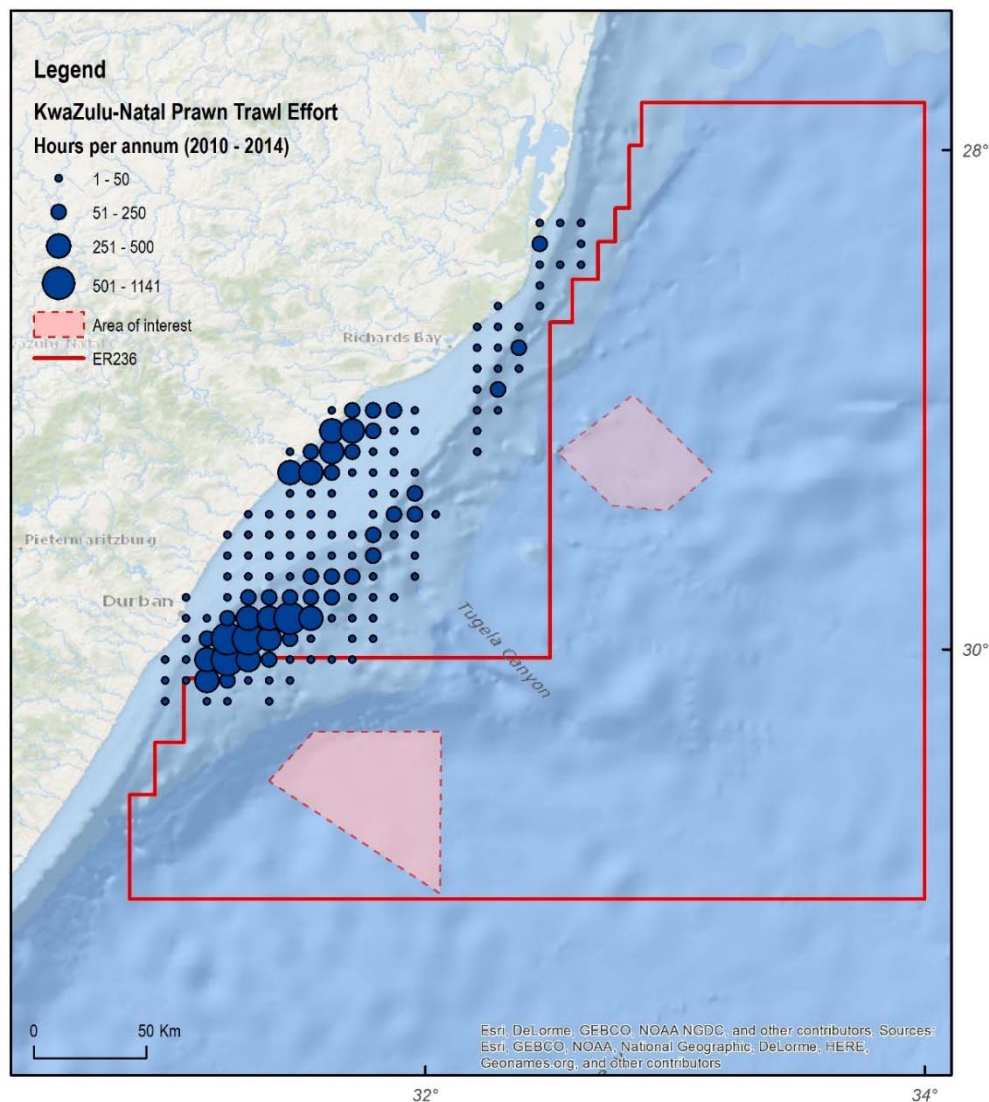 Legend
KwaZulu-Natal Prawn Trawl Effort
Hours per annum (2010 - 2014)
1 - 50
51 - 250
251 - 500
501 - 1141
Area of interest
ER236
28°
Richards Bay
Pietermaritzburg
Durban
30°
Tugela Canyon
0
50 Km
Esri, DeLorme, GEBCO, NOAA NGDC, and other contributors, Sources:
Esri, GEBCO, NOAA, National Geographic, DeLorme, HERE,
Geonames.org, and other contributors
32°
34°